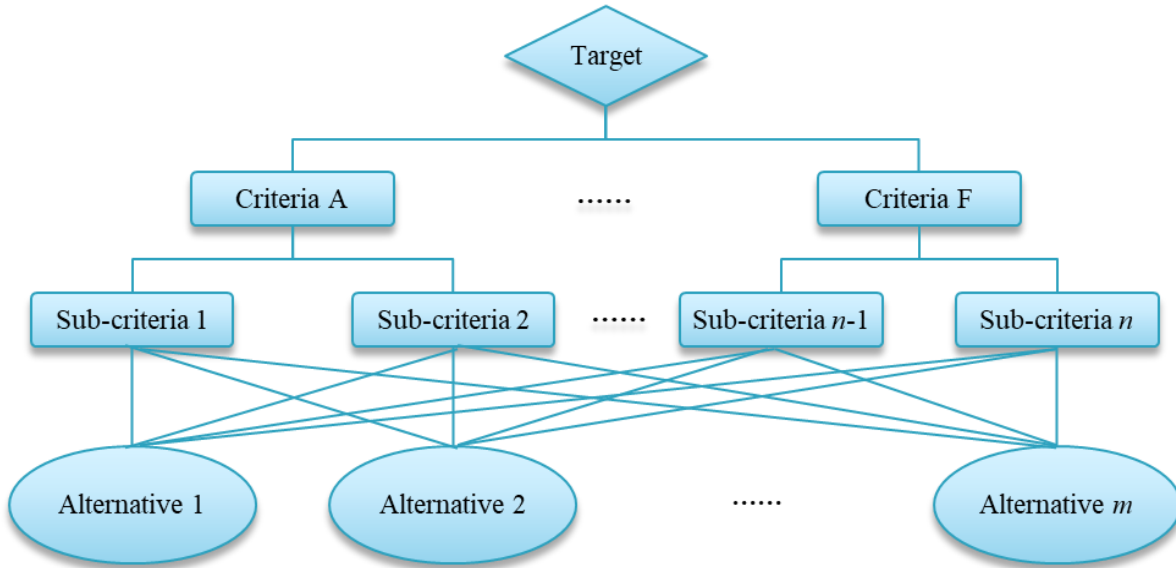 Target
Criteria A
......
Criteria F
Sub-criteria 1
Sub-criteria 2
......
Sub-criteria n-1
Sub-criteria n
Alternative 1
Alternative 2
......
Alternative m